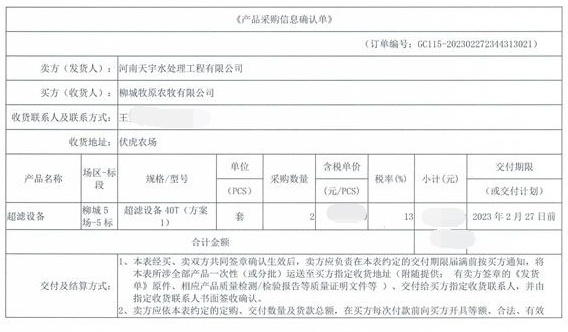 《产品采购信息确认单》
(订单编号：GC115-202302272344313021)
卖方（发货人）： 河南天宇水处理工程有限公司
买方（收货人）： 柳城牧原农牧有限公司
收货联系人及联系方式： 王
收货地址： 伏虎农场
产品名称 场区-标段 规格/型号 单位(PCS) 采购数量 含税单价(元/PCS) 税率(%) 小计(元) 交付期限(或交付计划)
超滤设备 柳城5场-5标 超滤设备40T（方案1） 套 2 13 2023年2月27日前
合计金额
交付及结算方式：
1、本表经买、卖双方共同签章确认生效后，卖方应负责在本表约定的交付期限届满前按买方通知，将
本表所涉全部产品一次性（或分批）运送至买方指定收货地址（附随提供： 有卖方签章的《发货
单》原件、相应产品质量检测/检验报告等质量证明文件等 ）、交付给买方指定收货联系人，并由
指定收货联系人书面签收确认。
2、卖方应依本表约定的定购、交付数量及货款总额，在买方每次付款前向买方开具等额、合法、有效